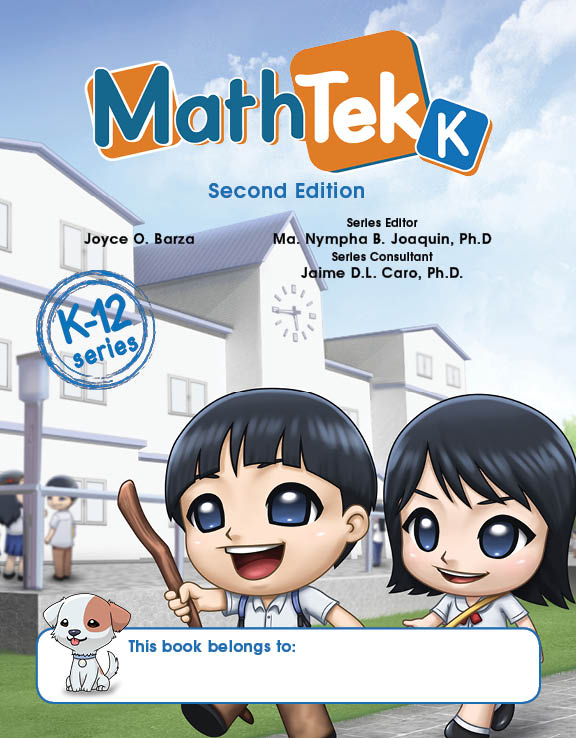 MathTek K
Second Edition
Joyce O. Barza
Series Editor
Ma. Nympha B. Joaquin, Ph.D
Series Consultant
Jaime D.L. Caro, Ph.D.
K-12
series
This book belongs to: